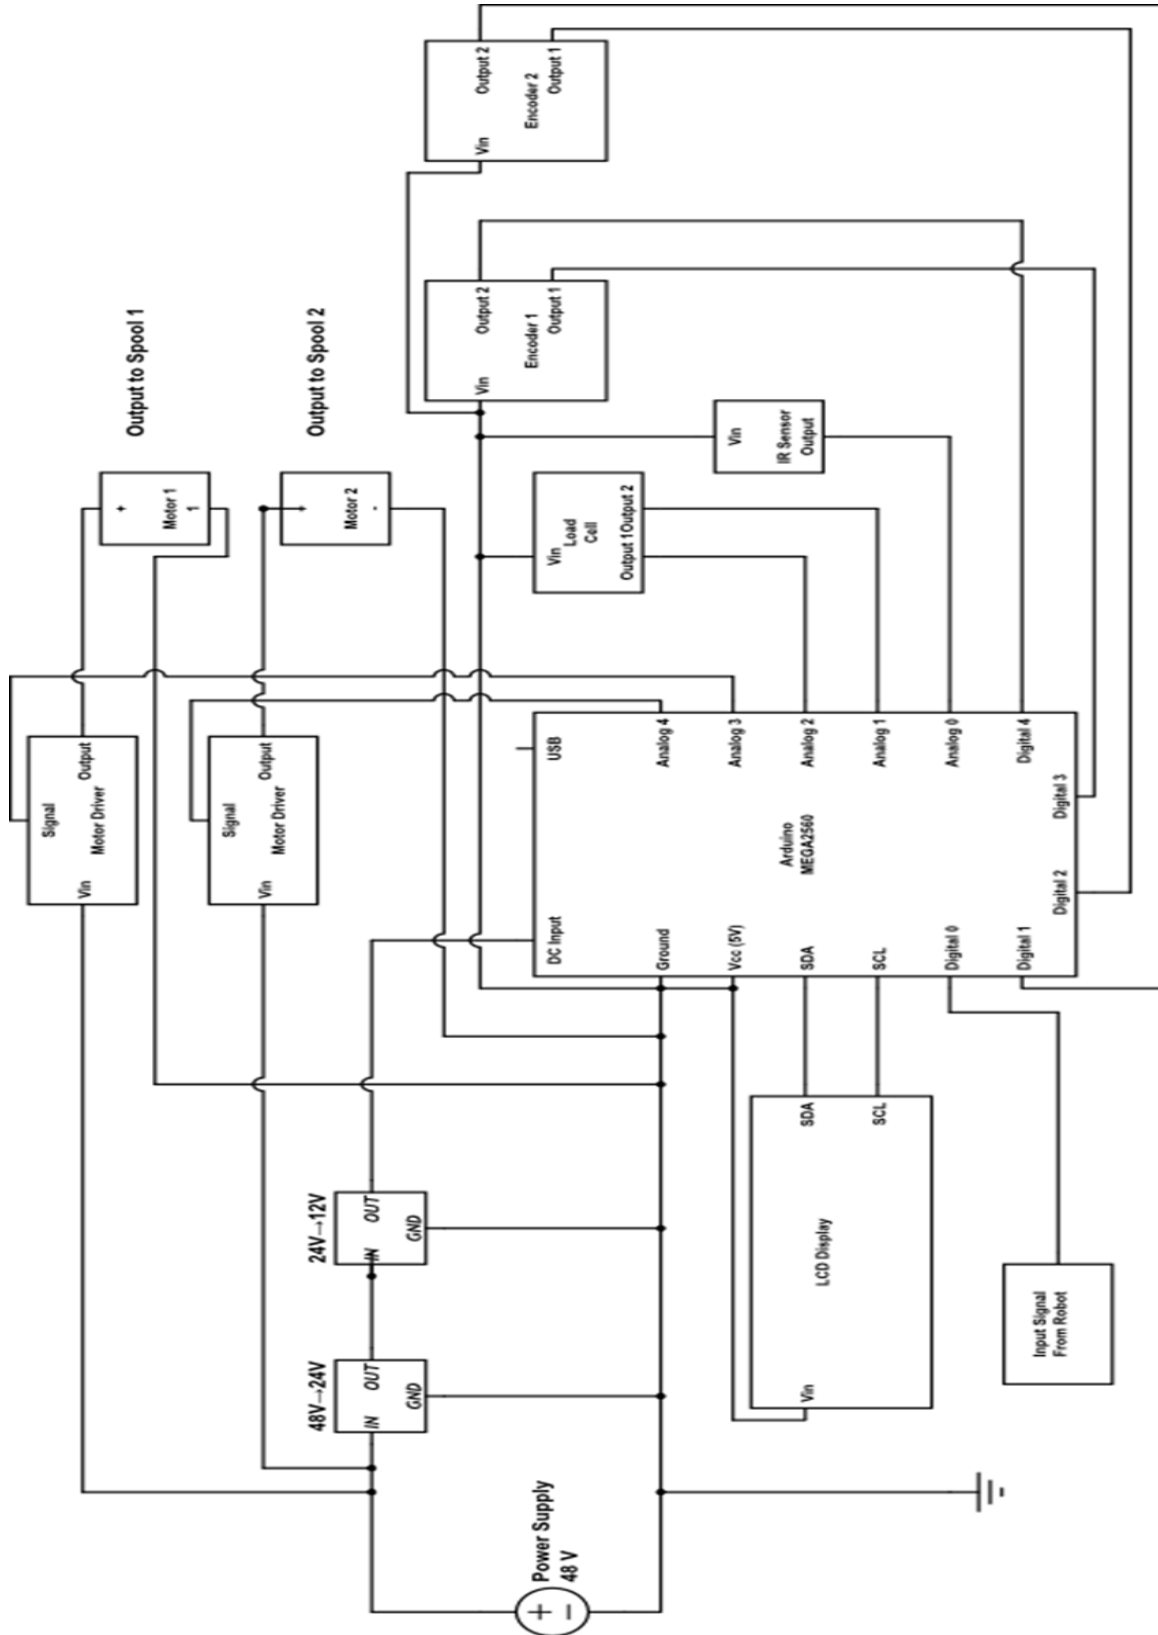 Output to Spool 1
Output to Spool 2
+
Motor 1
1
+
Motor 2
-
Signal
Vin
Output
Motor Driver
Signal
Vin
Output
Motor Driver
Vin
Output 2
Encoder 2
Output 1
Vin
Output 2
Encoder 1
Output 1
Vin
IR Sensor
Output
Vin
Load
Cell
Output 1
Output 2
48V→24V
IN
OUT
GND
24V→12V
IN
OUT
GND
Power Supply
48 V
+
−
DC Input
USB
Ground
Analog 4
Vcc (5V)
Analog 3
SDA
Arduino
MEGA2560
Analog 2
SCL
Analog 1
Digital 0
Analog 0
Digital 1
Digital 4
Digital 2
Digital 3
Vin
LCD Display
SDA
SCL
Input Signal
From Robot